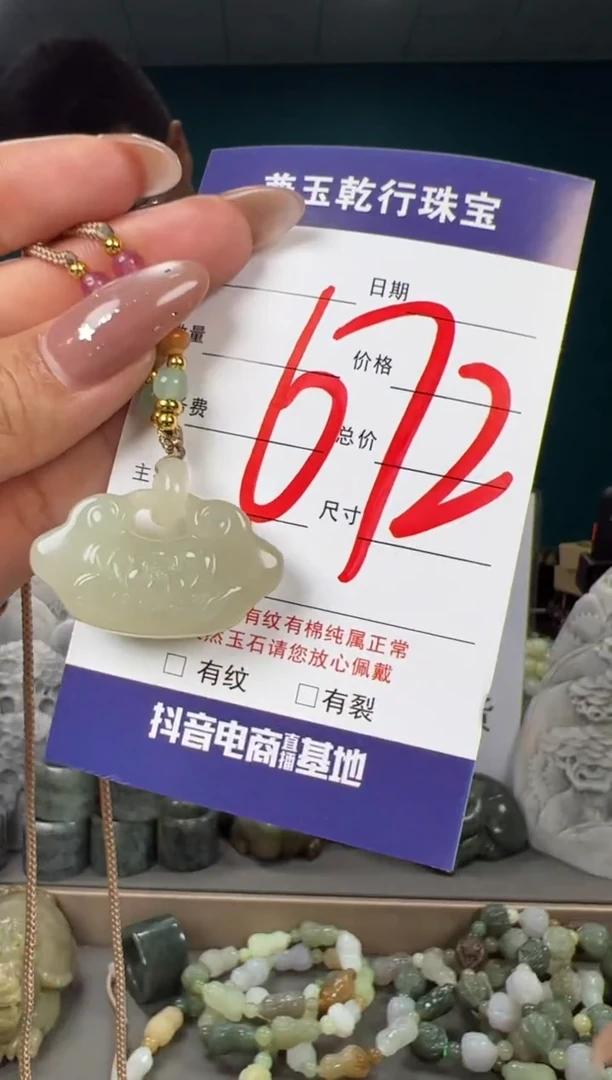 玉乾行珠宝
日期
量
价格
费
总价
主
尺寸
672
有纹有棉纯属正常
然玉石请您放心佩戴
□ 有纹 □有裂
抖音电商直播基地